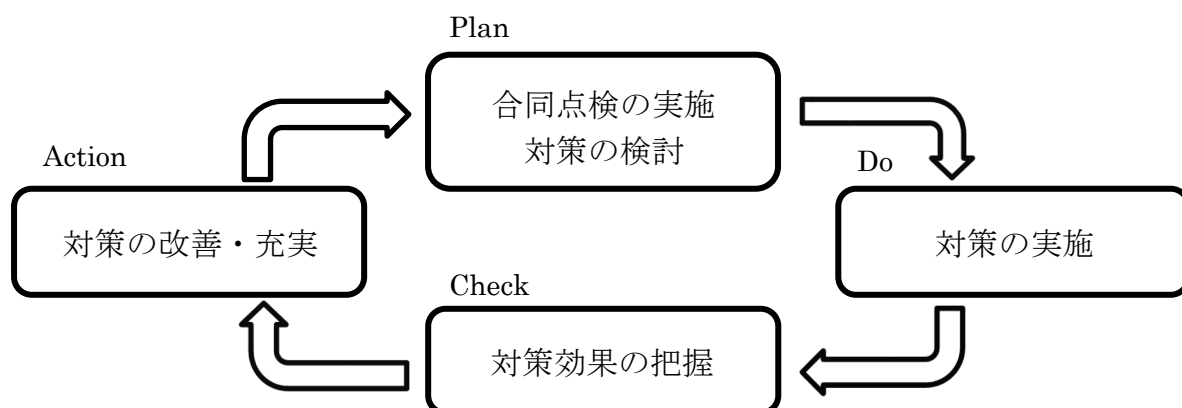 Plan
合同点検の実施
対策の検討
Do
対策の実施
Check
対策効果の把握
Action
対策の改善・充実